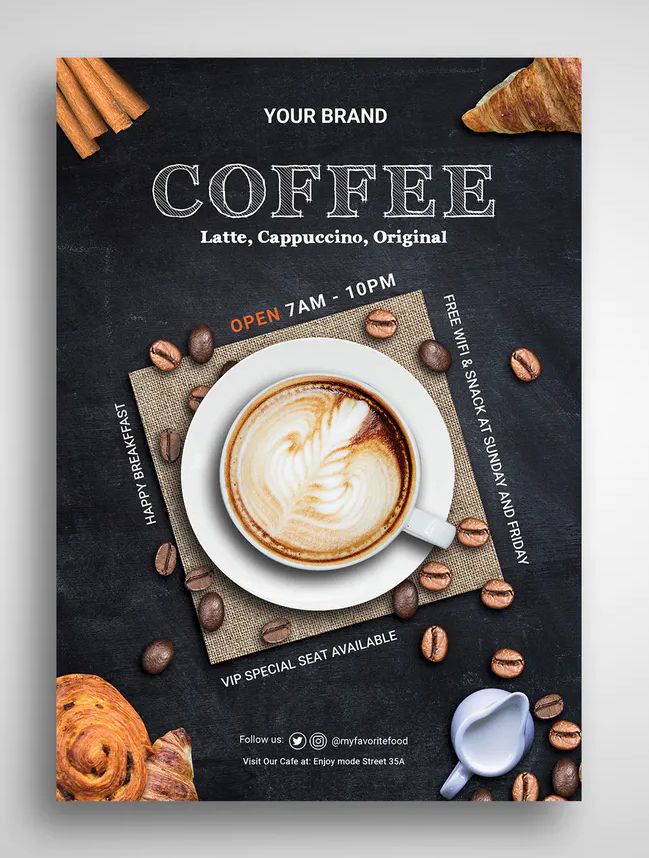 YOUR BRAND
COFFEE
Latte, Cappuccino, Original
OPEN 7AM - 10PM
FREE WIFI & SNACK AT SUNDAY AND FRIDAY
HAPPY BREAKFFAST
VIP SPECIAL SEAT AVAILABLE
Follow us: @myfavoritefood
Visit Our Cafe at: Enjoy mode Street 35A